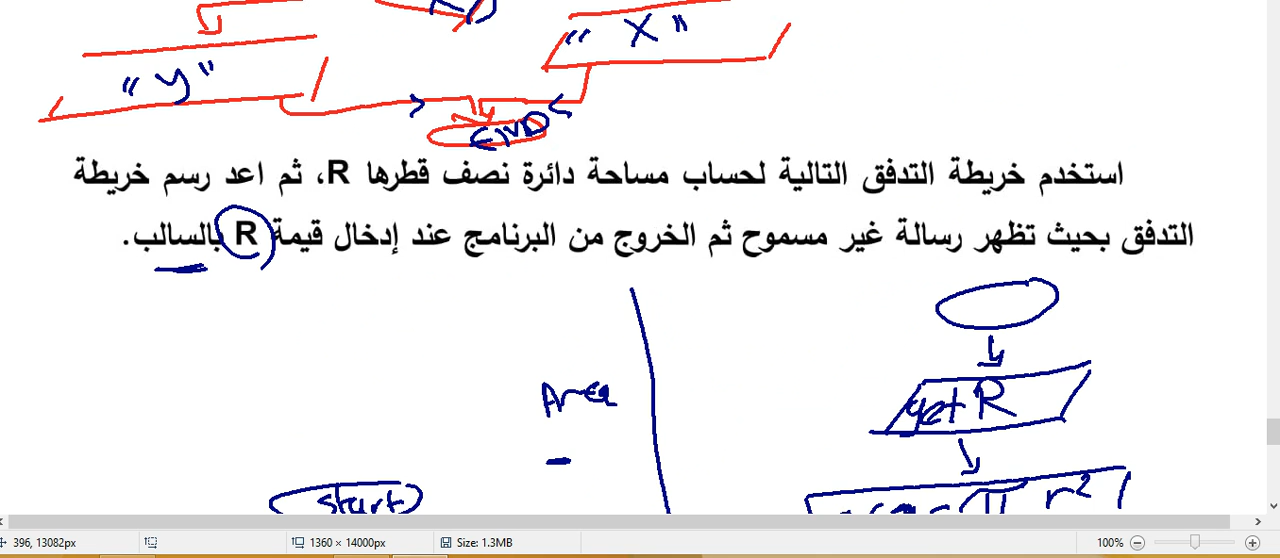 " X "
" y "
END
استخدم خريطة التدفق التالية لحساب مساحة دائرة نصف قطرها R، ثم اعد رسم خريطة
التدفق بحيث تظهر رسالة غير مسموح ثم الخروج من البرنامج عند إدخال قيمة R بالسالب.
Area
get R
-
start
π r²
396, 13082px
1360 × 14000px
Size: 1.3MB
100%